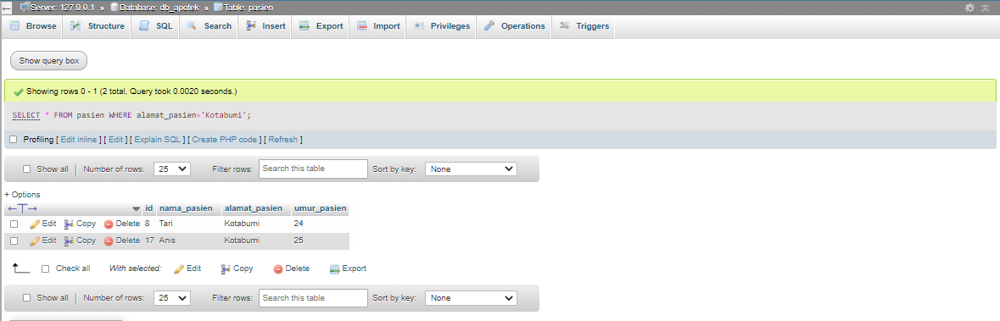 Server: 127.0.0.1 » Database: db_apotek » Table: pasien
Browse Structure SQL Search Insert Export Import Privileges Operations Triggers
Show query box
Showing rows 0 - 1 (2 total, Query took 0.0020 seconds.)
SELECT * FROM pasien WHERE alamat_pasien='Kotabumi';
Profiling [ Edit inline ] [ Edit ] [ Explain SQL ] [ Create PHP code ] [ Refresh ]
Show all Number of rows: 25 Filter rows: Search this table Sort by key: None
+ Options
←T→ id nama_pasien alamat_pasien umur_pasien
Edit Copy Delete 8 Tari Kotabumi 24
Edit Copy Delete 17 Anis Kotabumi 25
Check all With selected: Edit Copy Delete Export
Show all Number of rows: 25 Filter rows: Search this table Sort by key: None